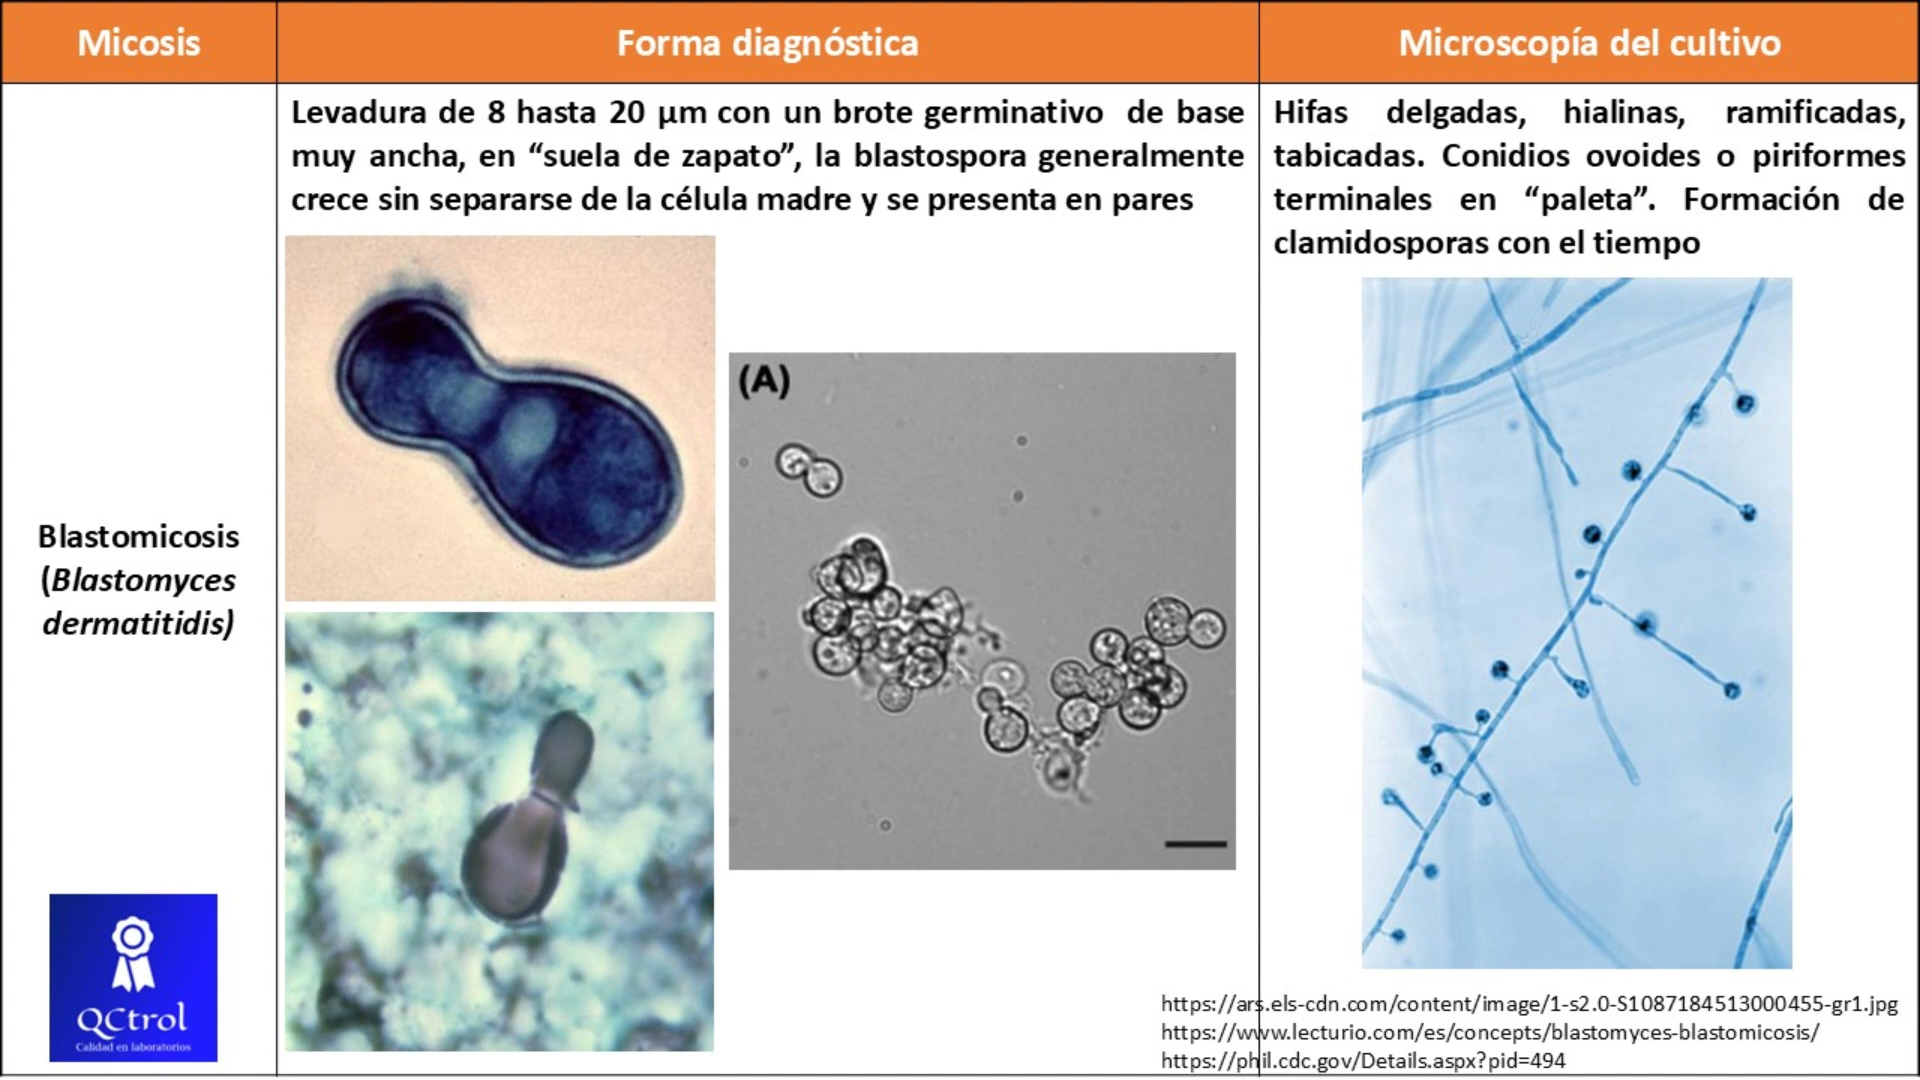 Micosis
Forma diagnóstica
Microscopía del cultivo
Blastomicosis
(Blastomyces
dermatitidis)
Levadura de 8 hasta 20 µm con un brote germinativo de base
muy ancha, en “suela de zapato”, la blastospora generalmente
crece sin separarse de la célula madre y se presenta en pares
(A)
Hifas delgadas, hialinas, ramificadas,
tabicadas. Conidios ovoides o piriformes
terminales en “paleta”. Formación de
clamidosporas con el tiempo
QCtrol
Calidad en laboratorios
https://ars.els-cdn.com/content/image/1-s2.0-S1087184513000455-gr1.jpg
https://www.lecturio.com/es/concepts/blastomyces-blastomicosis/
https://phil.cdc.gov/Details.aspx?pid=494